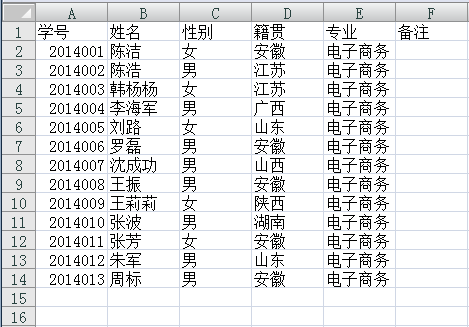 A B C D E F
1 学号 姓名 性别 籍贯 专业 备注
2 2014001 陈洁 女 安徽 电子商务
3 2014002 陈浩 男 江苏 电子商务
4 2014003 韩杨杨 女 江苏 电子商务
5 2014004 李海军 男 广西 电子商务
6 2014005 刘路 女 山东 电子商务
7 2014006 罗磊 男 安徽 电子商务
8 2014007 沈成功 男 山西 电子商务
9 2014008 王振 男 安徽 电子商务
10 2014009 王莉莉 女 陕西 电子商务
11 2014010 张波 男 湖南 电子商务
12 2014011 张芳 女 安徽 电子商务
13 2014012 朱军 男 山东 电子商务
14 2014013 周标 男 安徽 电子商务
15
16